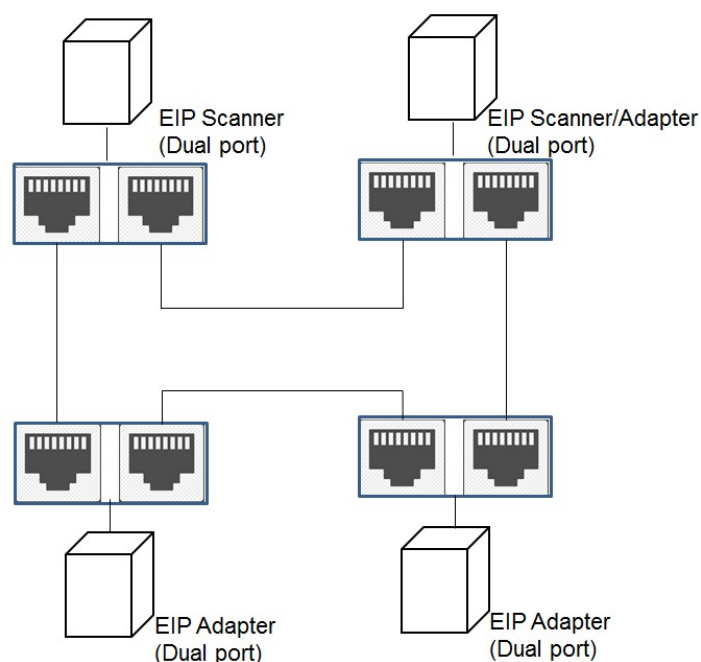 EIP Scanner
(Dual port)
EIP Scanner/Adapter
(Dual port)
EIP Adapter
(Dual port)
EIP Adapter
(Dual port)